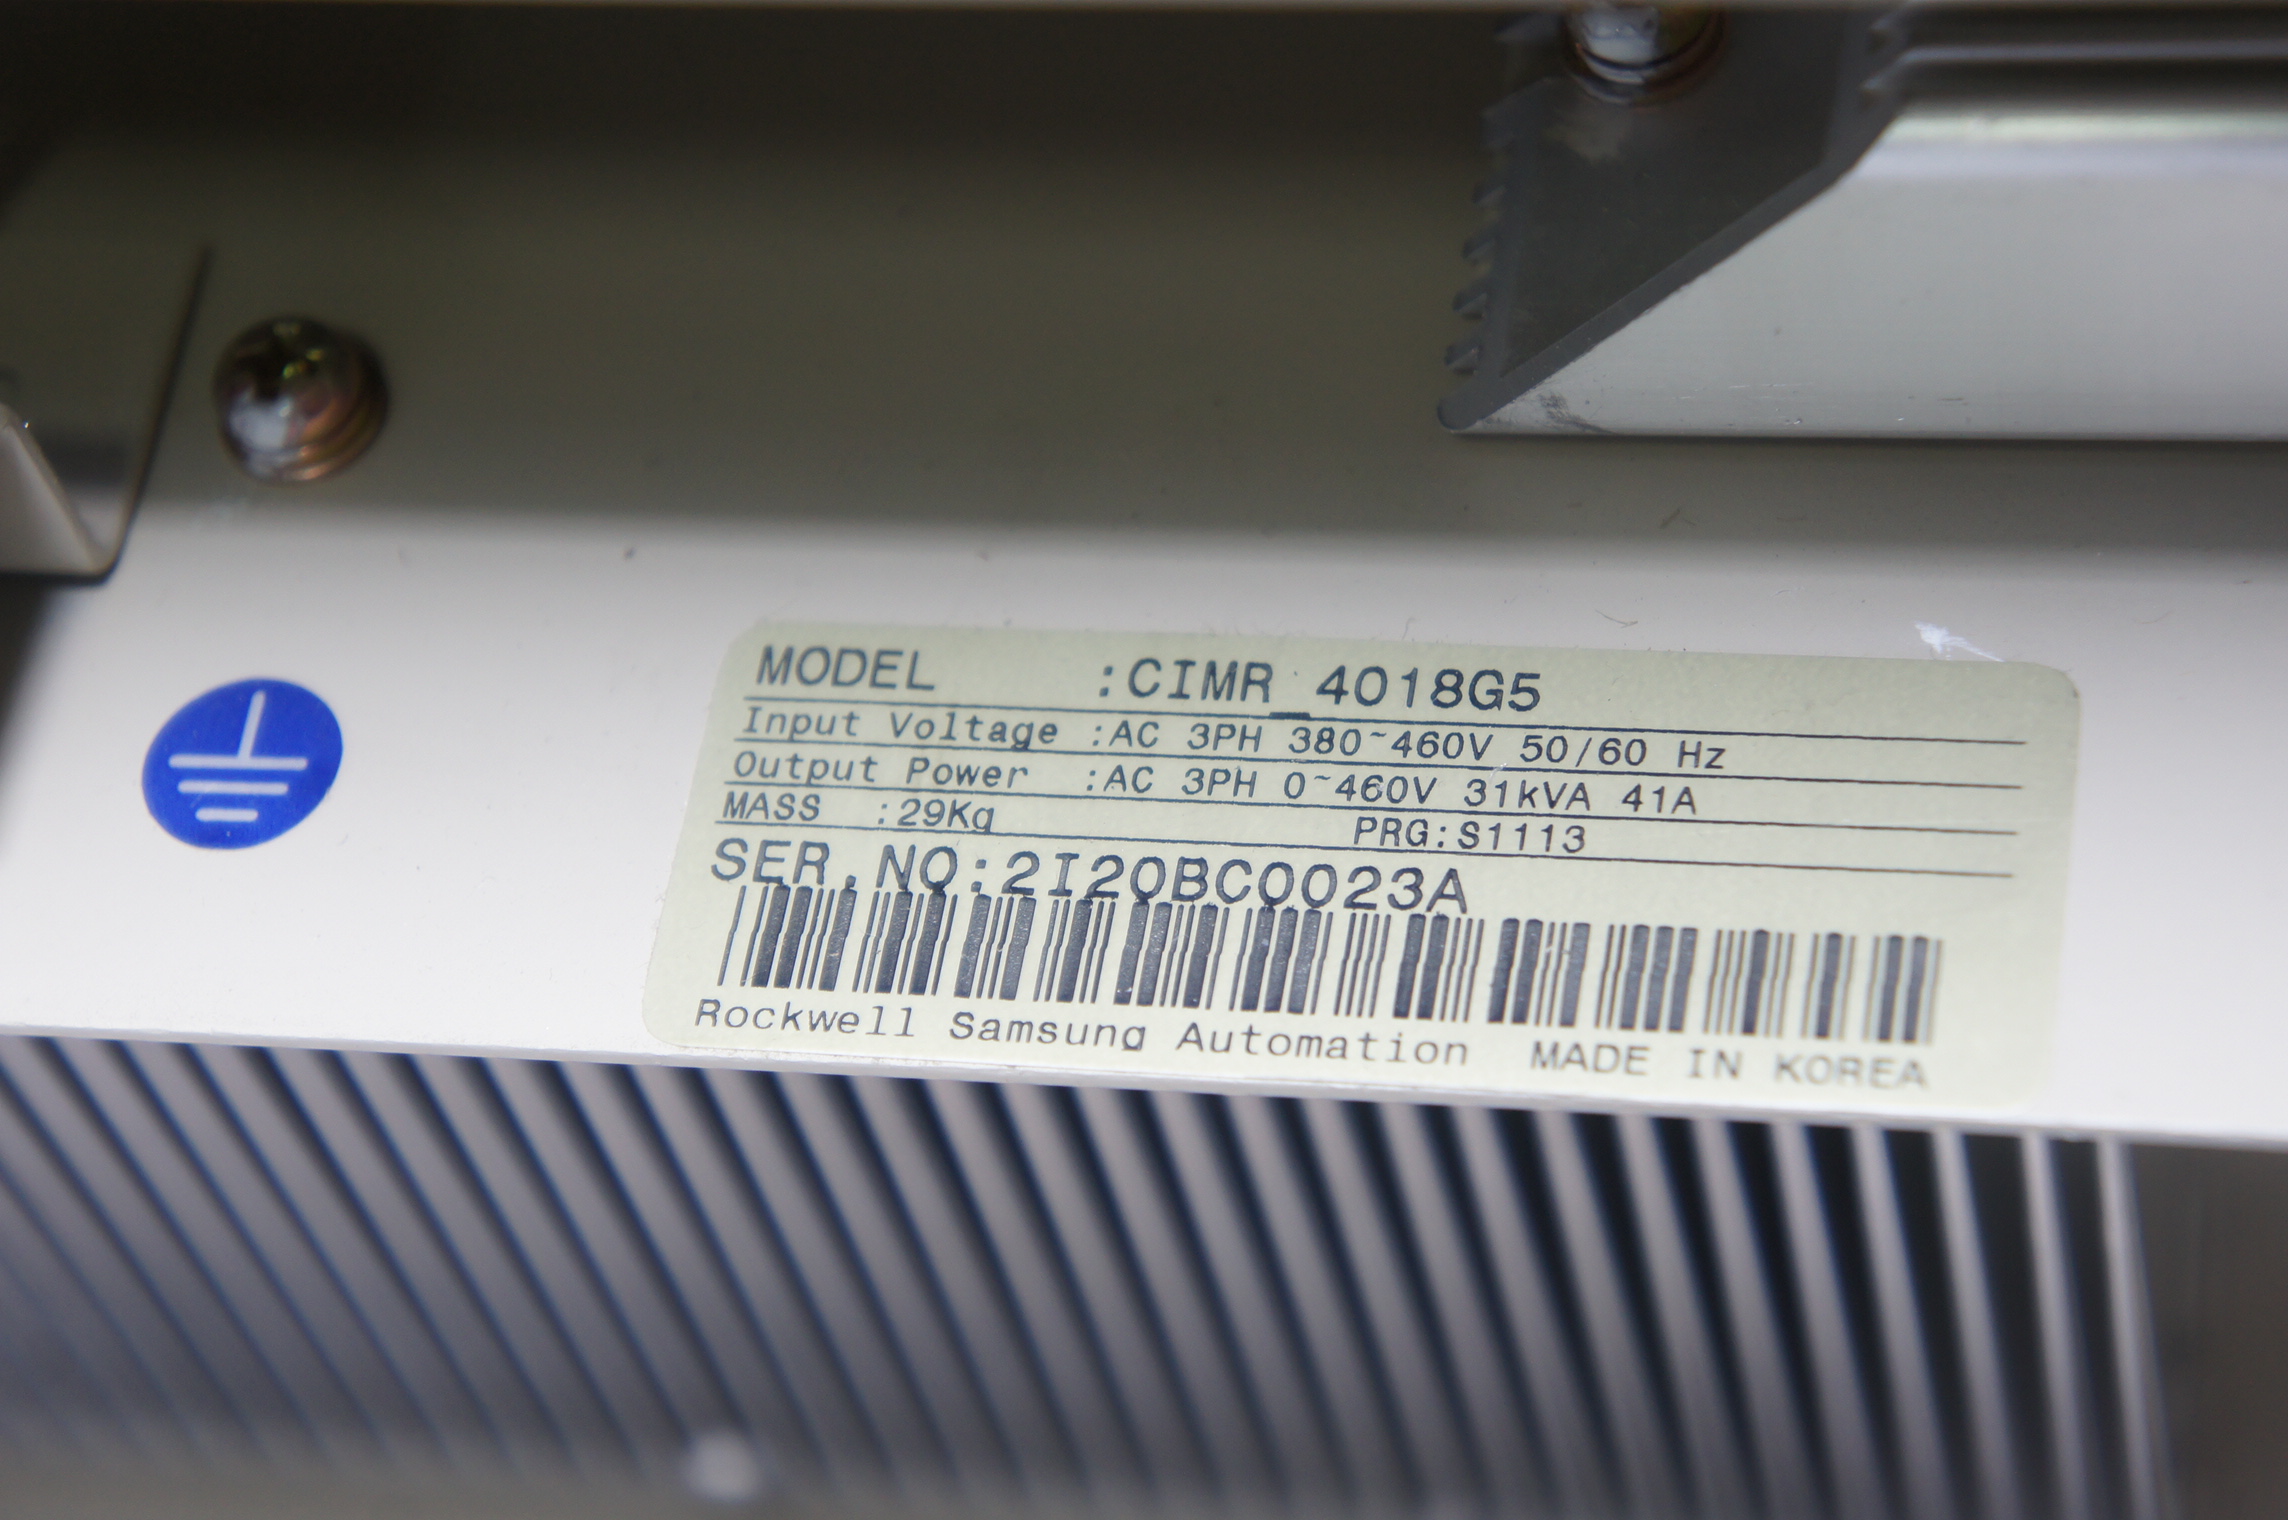 MODEL :CIMR_4018G5
Input Voltage :AC 3PH 380~460V 50/60 Hz
Output Power :AC 3PH 0~460V 31kVA 41A
MASS :29Kg PRG:S1113
SER.NO:2I20BC0023A
Rockwell Samsung Automation MADE IN KOREA